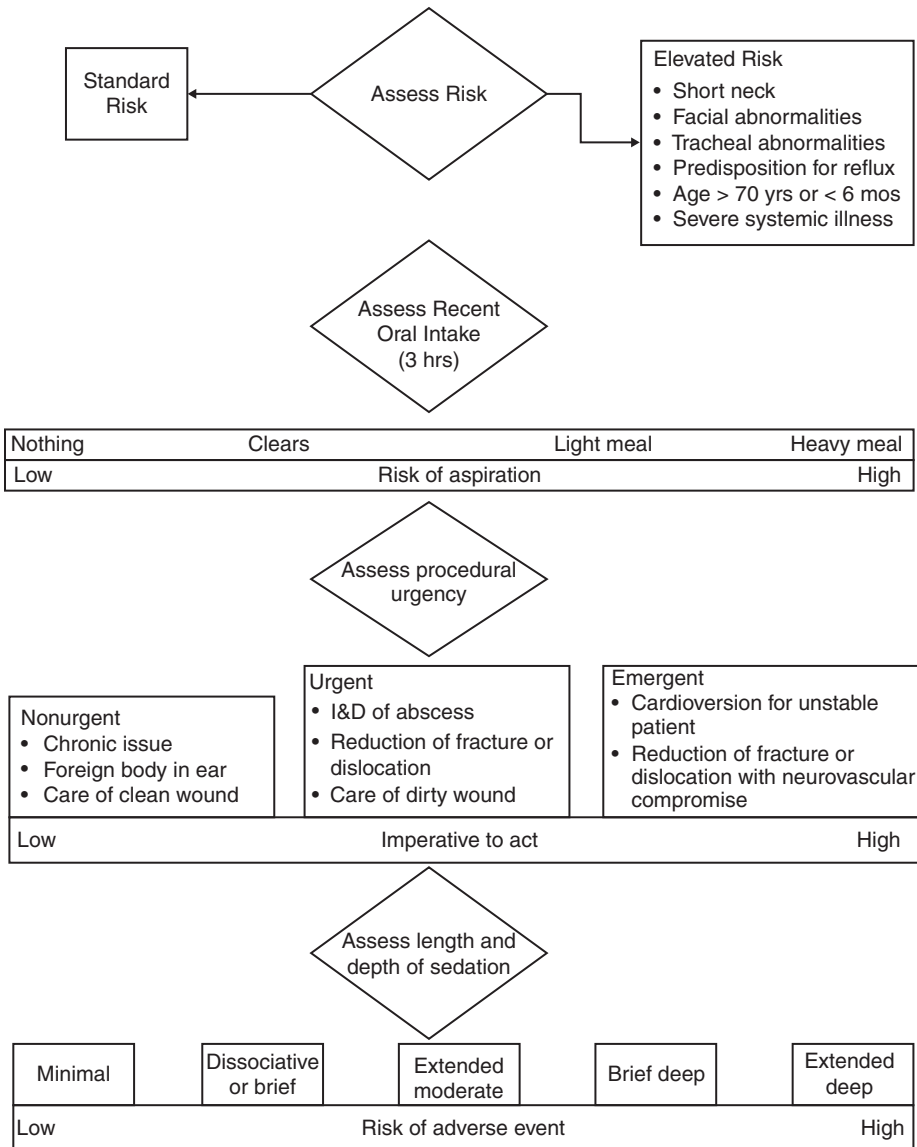 Standard
Risk
Assess Risk
Elevated Risk
• Short neck
• Facial abnormalities
• Tracheal abnormalities
• Predisposition for reflux
• Age > 70 yrs or < 6 mos
• Severe systemic illness
Assess Recent
Oral Intake
(3 hrs)
Nothing Clears Light meal Heavy meal
Low Risk of aspiration High
Assess procedural
urgency
Nonurgent
• Chronic issue
• Foreign body in ear
• Care of clean wound
Urgent
• I&D of abscess
• Reduction of fracture or
dislocation
• Care of dirty wound
Emergent
• Cardioversion for unstable
patient
• Reduction of fracture or
dislocation with neurovascular
compromise
Low Imperative to act High
Assess length and
depth of sedation
Minimal
Dissociative
or brief
Extended
moderate
Brief deep
Extended
deep
Low Risk of adverse event High